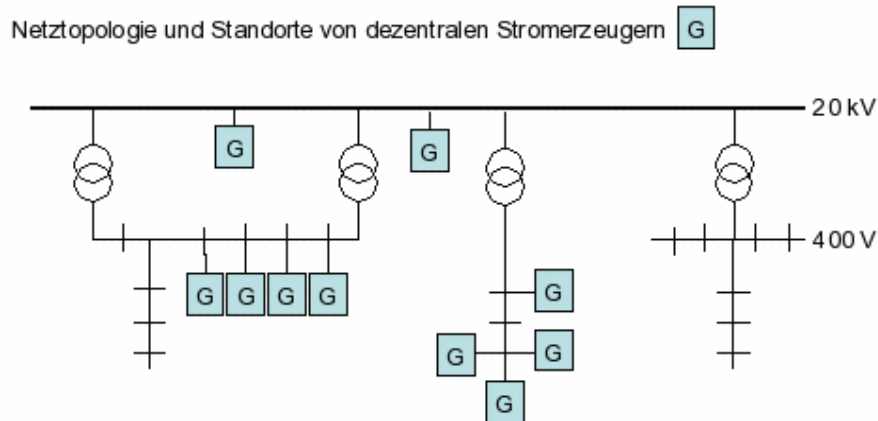 Netztopologie und Standorte von dezentralen Stromerzeugern G
20 kV
G
G
400 V
G G G G
G
G
G
G